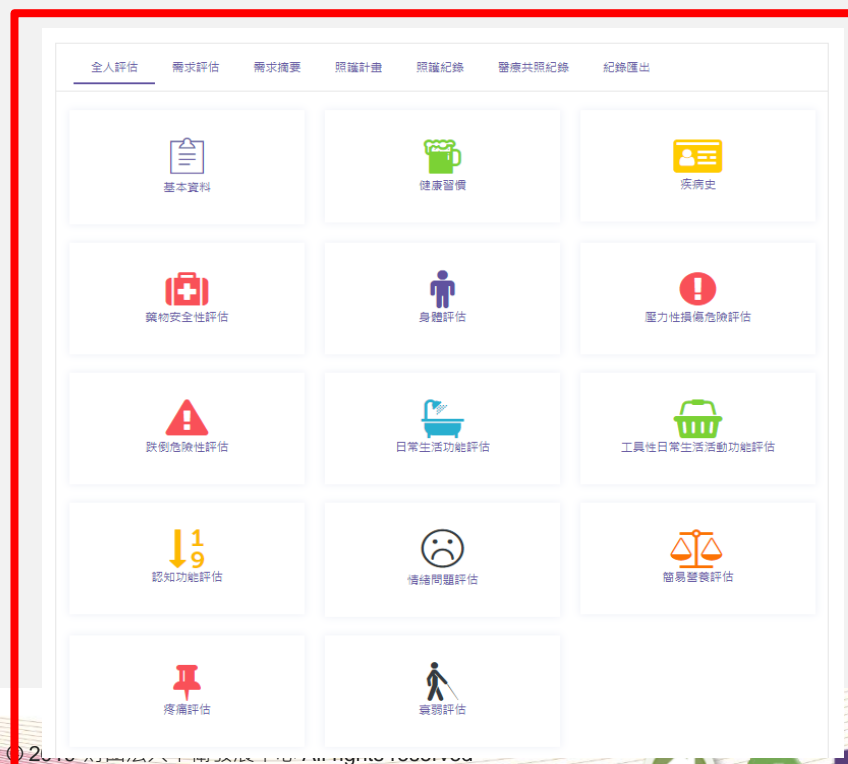 全人評估 需求評估 需求摘要 照護計畫 照護紀錄 醫療共照紀錄 紀錄匯出
基本資料 健康習慣 疾病史
藥物安全性評估 身體評估 壓力性損傷危險評估
跌倒危險性評估 日常生活功能評估 工具性日常生活活動功能評估
1
9
認知功能評估 情緒問題評估 簡易營養評估
疼痛評估 衰弱評估
© All rights reserved